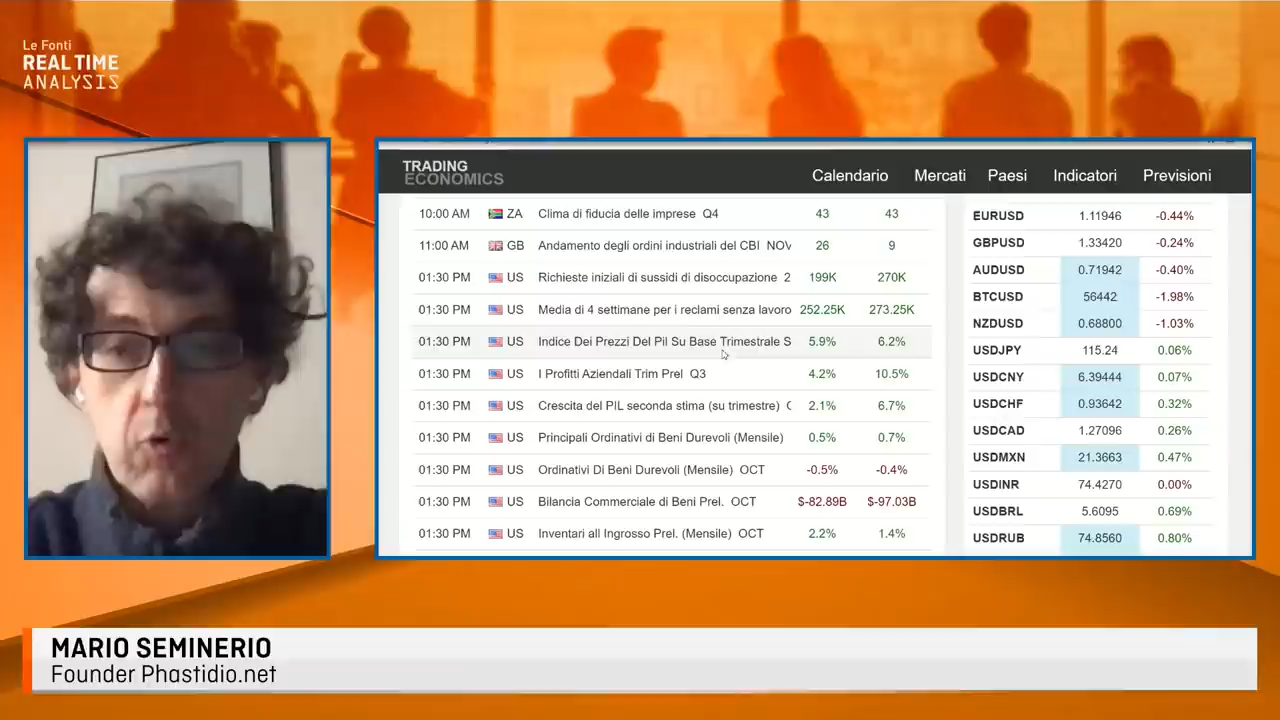 Le Fonti
REAL TIME
ANALYSIS
TRADING
ECONOMICS
Calendario Mercati Paesi Indicatori Previsioni
10:00 AM ZA Clima di fiducia delle imprese Q4 43 43
11:00 AM GB Andamento degli ordini industriali del CBI NOV 26 9
01:30 PM US Richieste iniziali di sussidi di disoccupazione 2 199K 270K
01:30 PM US Media di 4 settimane per i reclami senza lavoro 252.25K 273.25K
01:30 PM US Indice Dei Prezzi Del Pil Su Base Trimestrale S 5.9% 6.2%
01:30 PM US I Profitti Aziendali Trim Prel Q3 4.2% 10.5%
01:30 PM US Crescita del PIL seconda stima (su trimestre) 2.1% 6.7%
01:30 PM US Principali Ordinativi di Beni Durevoli (Mensile) 0.5% 0.7%
01:30 PM US Ordinativi Di Beni Durevoli (Mensile) OCT -0.5% -0.4%
01:30 PM US Bilancia Commerciale di Beni Prel. OCT $-82.89B $-97.03B
01:30 PM US Inventari all Ingrosso Prel. (Mensile) OCT 2.2% 1.4%
EURUSD 1.11946 -0.44%
GBPUSD 1.33420 -0.24%
AUDUSD 0.71942 -0.40%
BTCUSD 56442 -1.98%
NZDUSD 0.68800 -1.03%
USDJPY 115.24 0.06%
USDCNY 6.39444 0.07%
USDCHF 0.93642 0.32%
USDCAD 1.27096 0.26%
USDMXN 21.3663 0.47%
USDINR 74.4270 0.00%
USDBRL 5.6095 0.69%
USDRUB 74.8560 0.80%
MARIO SEMINERIO
Founder Phastidio.net